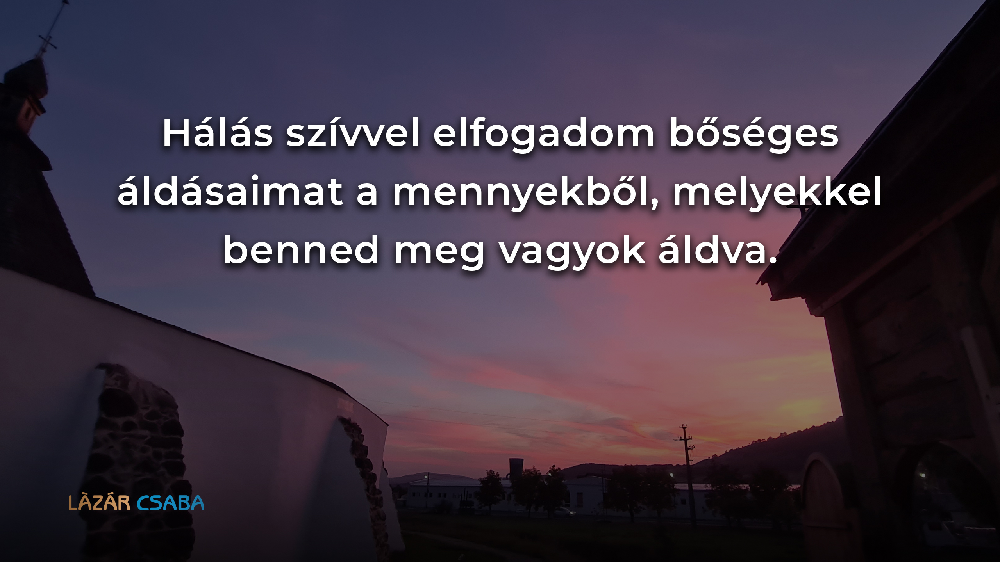 Hálás szívvel elfogadom bőséges
áldásaimat a mennyekből, melyekkel
benned meg vagyok áldva.
LÀZÁR CSABA